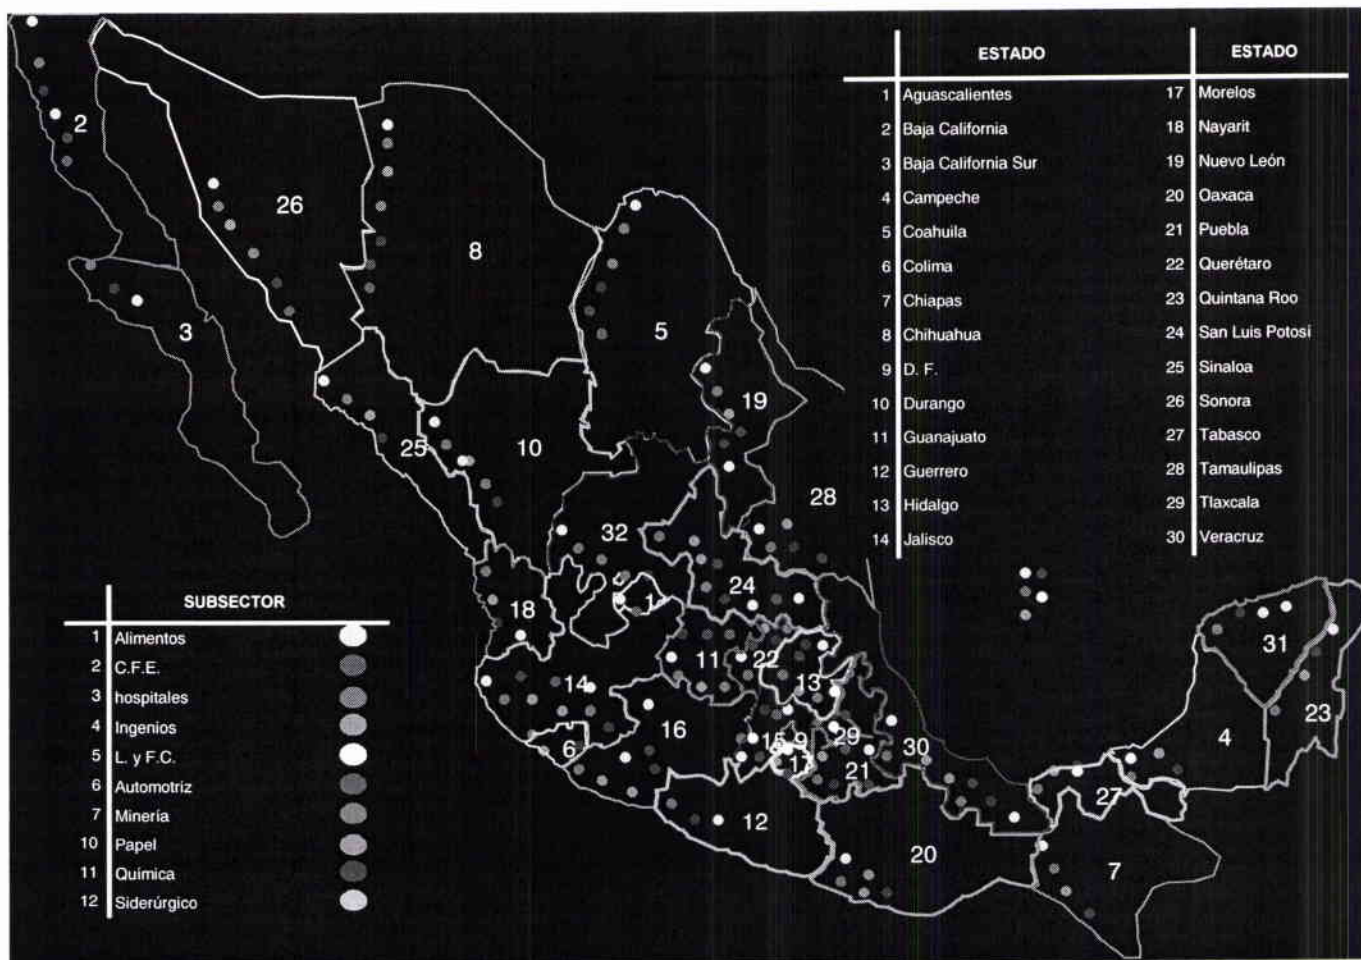 ESTADO
1 Aguascalientes
2 Baja California
3 Baja California Sur
4 Campeche
5 Coahuila
6 Colima
7 Chiapas
8 Chihuahua
9 D. F.
10 Durango
11 Guanajuato
12 Guerrero
13 Hidalgo
14 Jalisco
ESTADO
17 Morelos
18 Nayarit
19 Nuevo León
20 Oaxaca
21 Puebla
22 Querétaro
23 Quintana Roo
24 San Luis Potosí
25 Sinaloa
26 Sonora
27 Tabasco
28 Tamaulipas
29 Tlaxcala
30 Veracruz
2
26
8
3
5
19
25
10
28
32
24
1
18
11
22
14
13
31
16
23
15
9
29
30
4
6
17
21
27
12
20
7
SUBSECTOR
1 Alimentos
2 C.F.E.
3 hospitales
4 Ingenios
5 L. y F.C.
6 Automotriz
7 Minería
10 Papel
11 Química
12 Siderúrgico